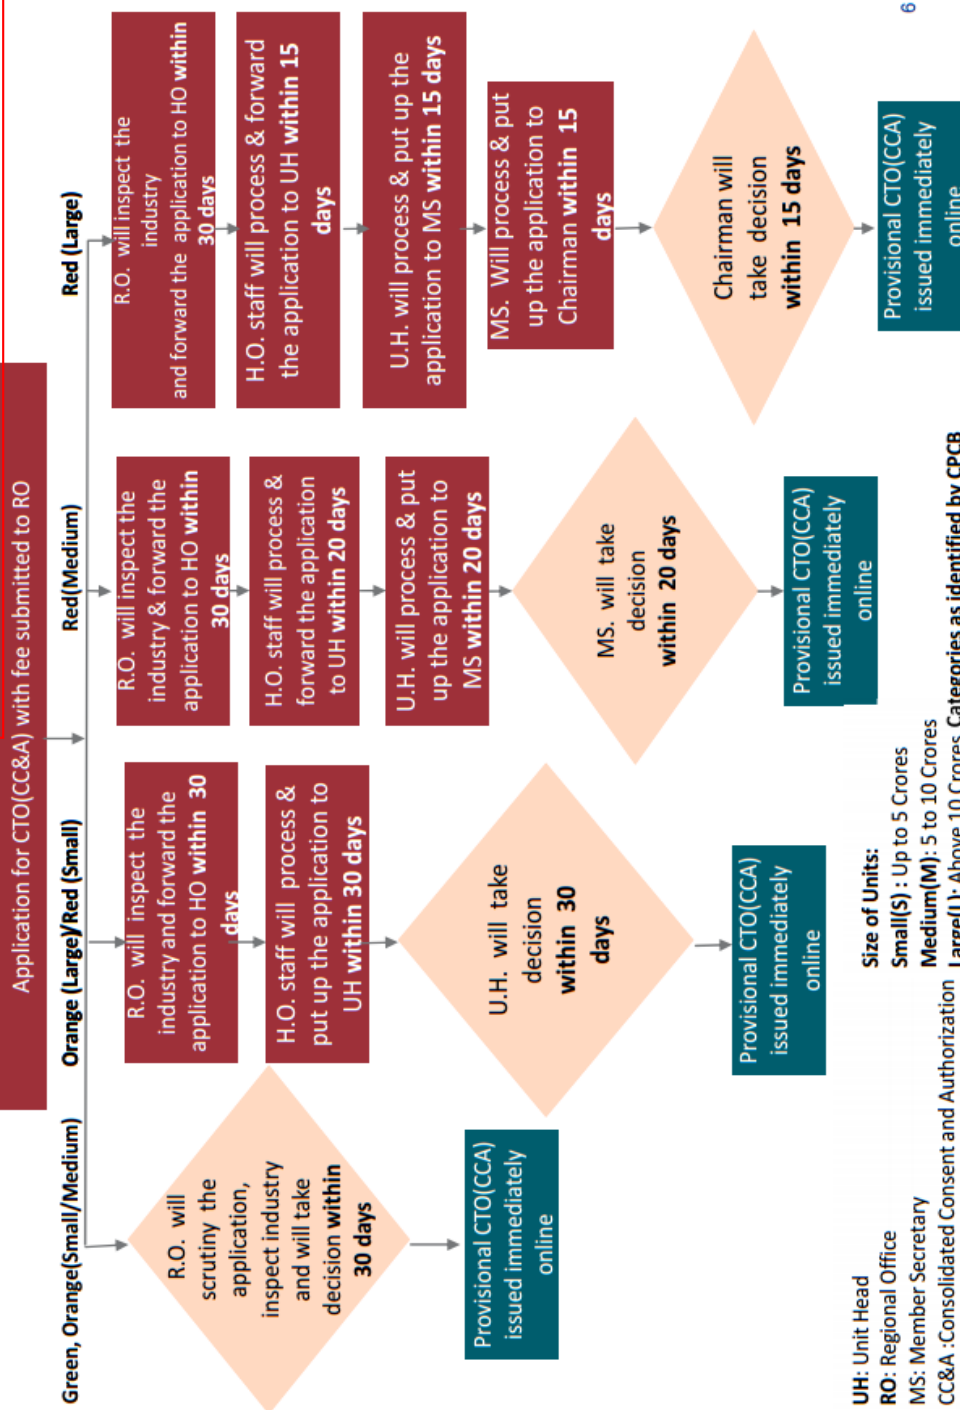 Application for CTO(CC&A) with fee submitted to RO
Green, Orange(Small/Medium)
R.O. will
scrutiny the
application,
inspect industry
and will take
decision within
30 days
Provisional CTO(CCA)
issued immediately
online
Orange (Large)/Red (Small)
R.O. will inspect the
industry and forward the
application to HO within 30
days
H.O. staff will process &
put up the application to
UH within 30 days
U.H. will take
decision
within 30
days
Provisional CTO(CCA)
issued immediately
online
Red(Medium)
R.O. will inspect the
industry & forward the
application to HO within
30 days
H.O. staff will process &
forward the application
to UH within 20 days
U.H. will process & put
up the application to
MS within 20 days
MS. will take
decision
within 20 days
Provisional CTO(CCA)
issued immediately
online
Red (Large)
R.O. will inspect the
industry
and forward the application to HO within
30 days
H.O. staff will process & forward
the application to UH within 15
days
U.H. will process & put up the
application to MS within 15 days
MS. Will process & put
up the application to
Chairman within 15
days
Chairman will
take decision
within 15 days
Provisional CTO(CCA)
issued immediately
online
UH: Unit Head
RO: Regional Office
MS: Member Secretary
CC&A :Consolidated Consent and Authorization
Size of Units:
Small(S) : Up to 5 Crores
Medium(M): 5 to 10 Crores
Large(L): Above 10 Crores Categories as identified by CPCB
6